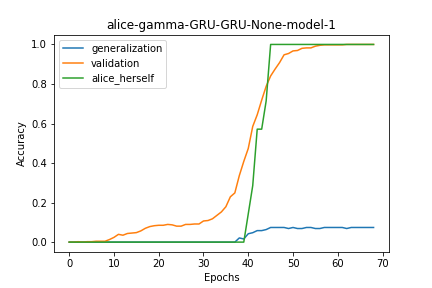 alice-gamma-GRU-GRU-None-model-1
generalization
validation
alice_herself
Accuracy
1.0
0.8
0.6
0.4
0.2
0.0
0 10 20 30 40 50 60 70
Epochs